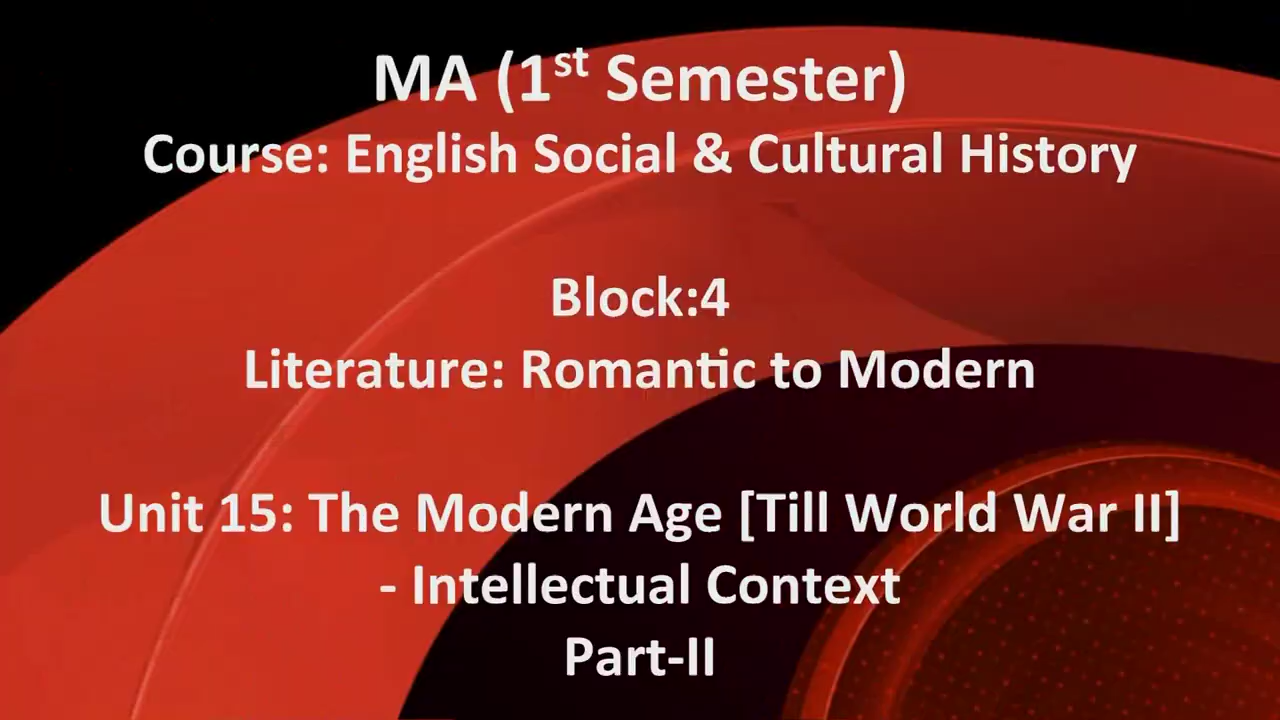 MA (1st Semester)
Course: English Social & Cultural History
Block:4
Literature: Romantic to Modern
Unit 15: The Modern Age [Till World War II]
- Intellectual Context
Part-II